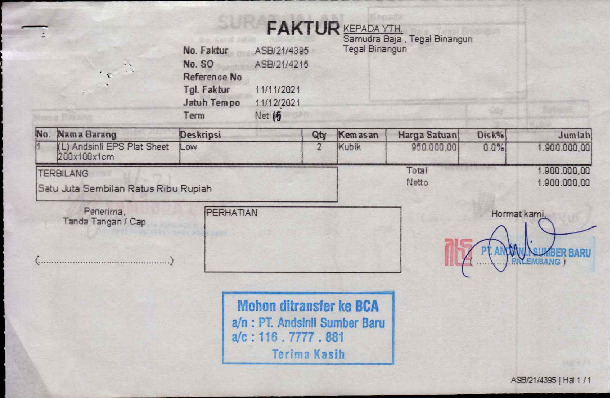 FAKTUR
KEPADA YTH.
Samudra Baja , Tegal Binangun
Tegal Binangun
No. Faktur ASB/21/4395
No. SO ASB/21/4216
Reference No
Tgl. Faktur 11/11/2021
Jatuh Tempo 11/12/2021
Term Net
No. Nama Barang Deskripsi Qty Kemasan Harga Satuan Disk% Jumlah
1 (L) Andsinli EPS Plat Sheet Low 2 Kubik 950.000,00 0.0% 1.900.000,00
200x100x1cm
TERBILANG
Satu Juta Sembilan Ratus Ribu Rupiah
Total 1.900.000,00
Netto 1.900.000,00
Penerima,
Tanda Tangan / Cap
(........................................)
PERHATIAN
Hormat kami,
PT. ANDSINLI SUMBER BARU
PALEMBANG
Mohon ditransfer ke BCA
a/n : PT. Andsinli Sumber Baru
a/c : 116 . 7777 . 881
Terima Kasih
ASB/21/4395 | Hal 1 / 1